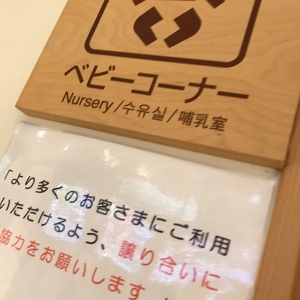 ベビーコーナー
Nursery/수유실/哺乳室
「より多くのお客さまにご利用
いただけるよう、譲り合いに
協力をお願いします